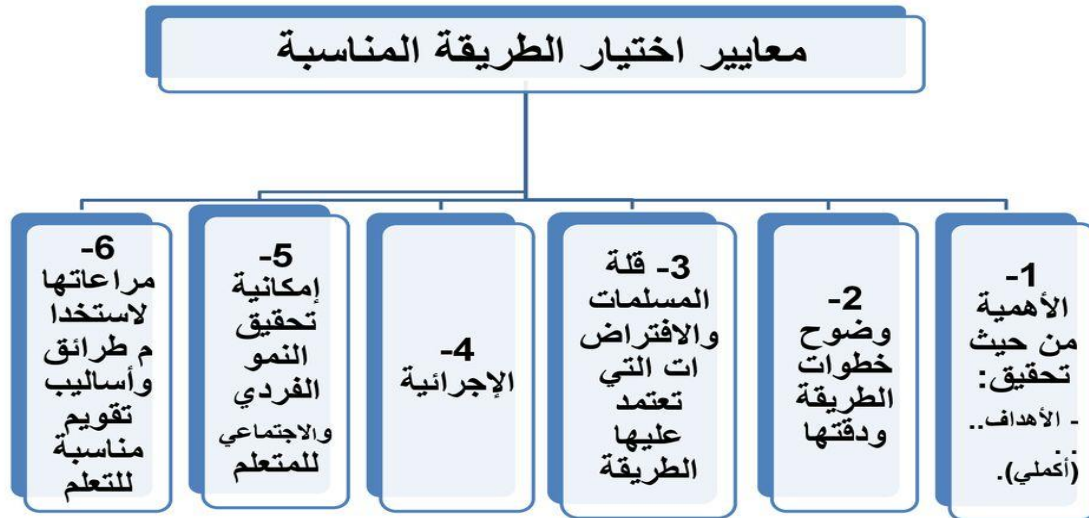 معايير اختيار الطريقة المناسبة
1-
الأهمية
من حيث
تحقيق:
- الأهداف..
..
(أكملي).
2-
وضوح
خطوات
الطريقة
ودقتها
3- قلة
المسلمات
والافتراض
ات التي
تعتمد
عليها
الطريقة
4-
الإجرائية
5-
إمكانية
تحقيق
النمو
الفردي
والاجتماعي
للمتعلم
6-
مراعاتها
لاستخدا
م طرائق
وأساليب
تقويم
مناسبة
للتعلم